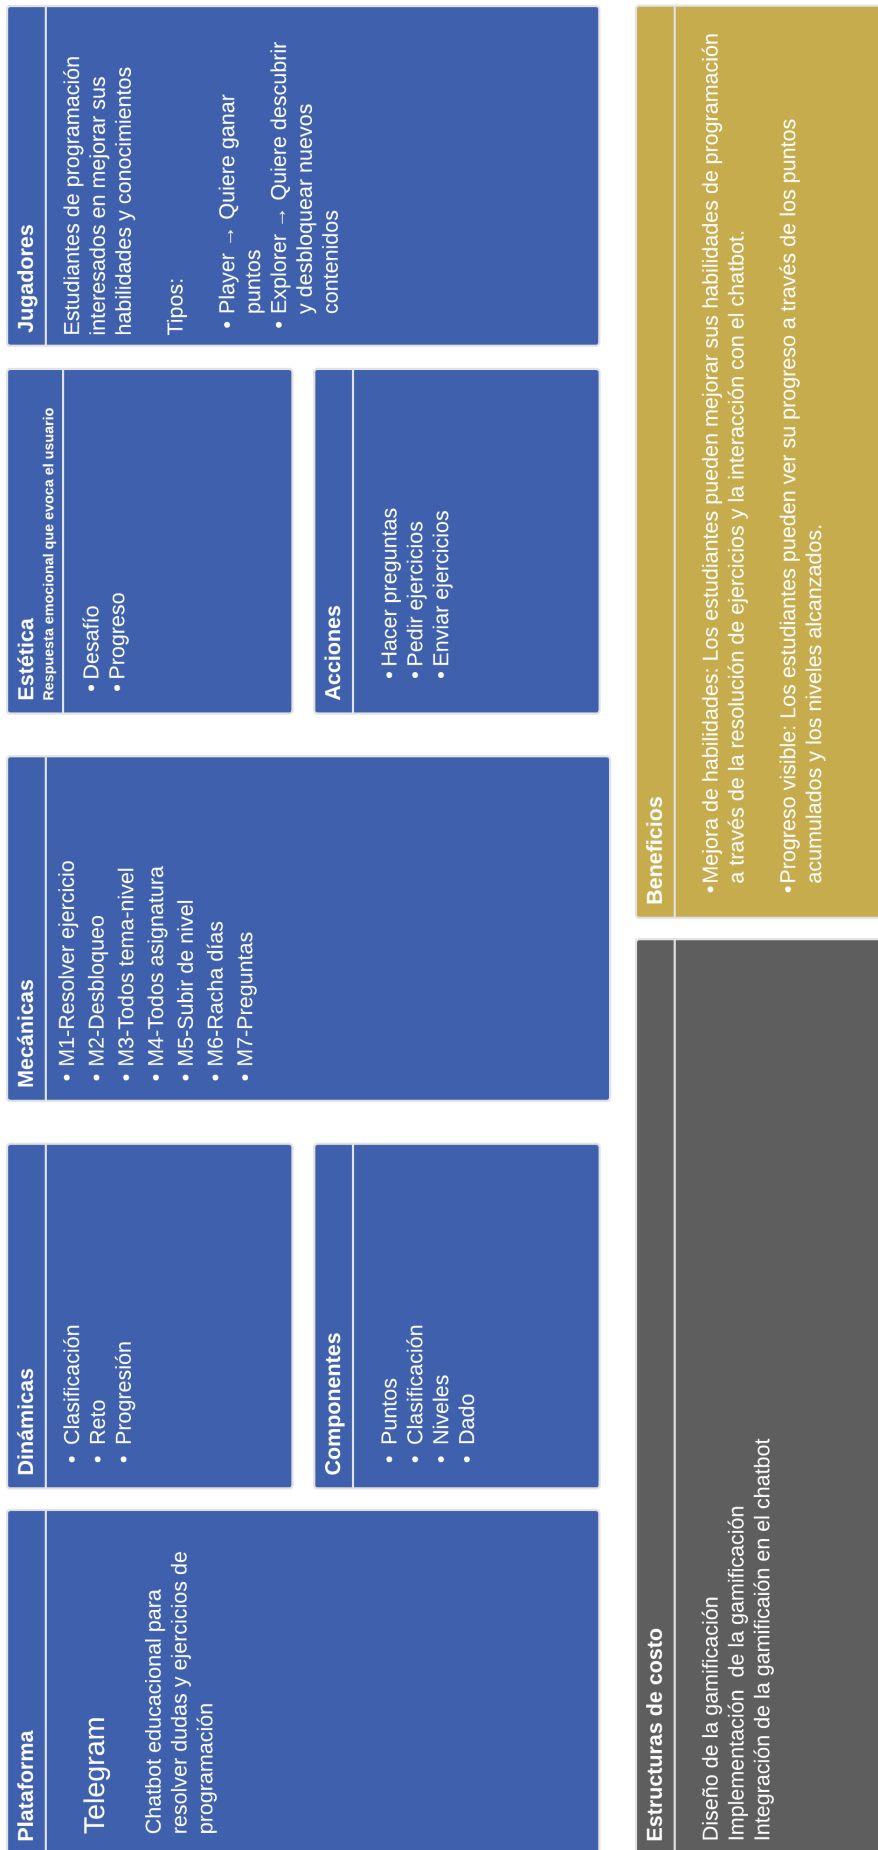 Plataforma
Telegram
Chatbot educacional para
resolver dudas y ejercicios de
programación
Dinámicas
• Clasificación
• Reto
• Progresión
Componentes
• Puntos
• Clasificación
• Niveles
• Dado
Mecánicas
• M1-Resolver ejercicio
• M2-Desbloqueo
• M3-Todos tema-nivel
• M4-Todos asignatura
• M5-Subir de nivel
• M6-Racha días
• M7-Preguntas
Estética
Respuesta emocional que evoca el usuario
• Desafío
• Progreso
Acciones
• Hacer preguntas
• Pedir ejercicios
• Enviar ejercicios
Jugadores
Estudiantes de programación
interesados en mejorar sus
habilidades y conocimientos
Tipos:
• Player → Quiere ganar
puntos
• Explorer → Quiere descubrir
y desbloquear nuevos
contenidos
Estructuras de costo
Diseño de la gamificación
Implementación de la gamificación
Integración de la gamificaión en el chatbot
Beneficios
• Mejora de habilidades: Los estudiantes pueden mejorar sus habilidades de programación
a través de la resolución de ejercicios y la interacción con el chatbot.
• Progreso visible: Los estudiantes pueden ver su progreso a través de los puntos
acumulados y los niveles alcanzados.